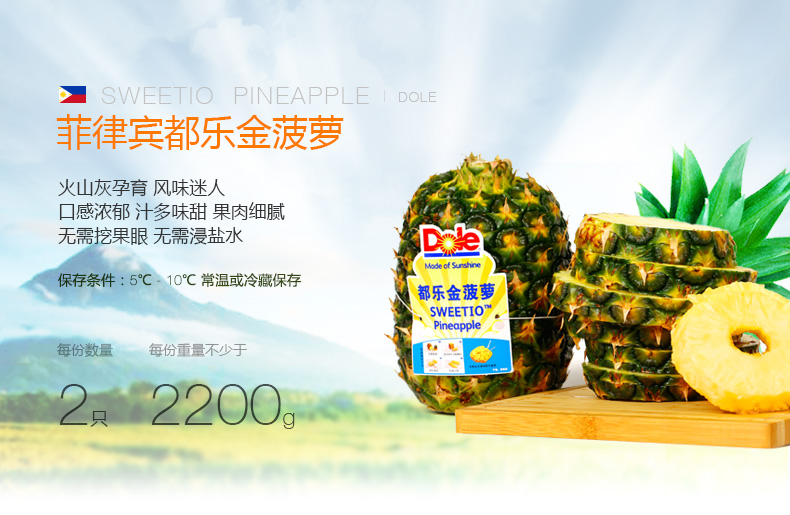 SWEETIO PINEAPPLE | DOLE
菲律宾都乐金菠萝
火山灰孕育 风味迷人
口感浓郁 汁多味甜 果肉细腻
无需挖果眼 无需浸盐水
保存条件：5℃ - 10℃ 常温或冷藏保存
每份数量 每份重量不少于
2只 2200g
Dole
Made of Sunshine
都乐金菠萝
SWEETIO™
Pineapple